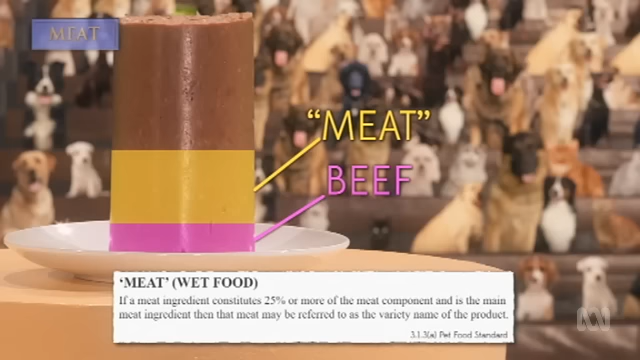 MEAT
"MEAT"
BEEF
'MEAT' (WET FOOD)
If a meat ingredient constitutes 25% or more of the meat component and is the main
meat ingredient then that meat may be referred to as the variety name of the product.
3.1.3(a) Pet Food Standard